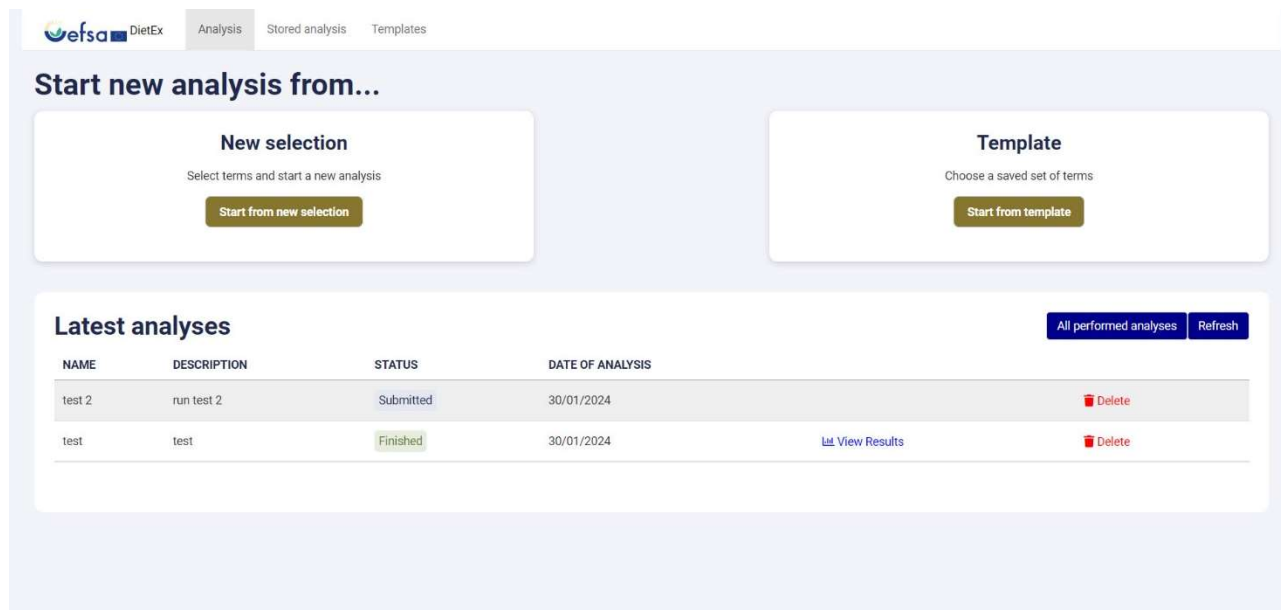 efsa DietEx Analysis Stored analysis Templates
Start new analysis from...
New selection
Select terms and start a new analysis
Start from new selection
Template
Choose a saved set of terms
Start from template
Latest analyses
All performed analyses Refresh
NAME DESCRIPTION STATUS DATE OF ANALYSIS
test 2 run test 2 Submitted 30/01/2024 Delete
test test Finished 30/01/2024 View Results Delete